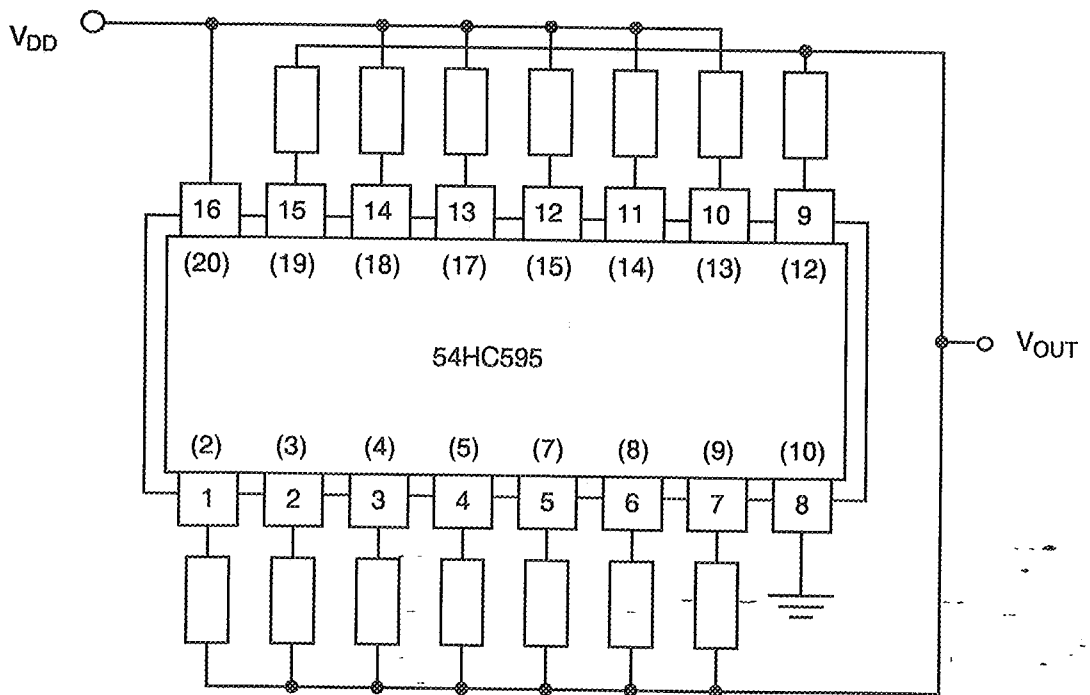 VDD
16 15 14 13 12 11 10 9
(20) (19) (18) (17) (15) (14) (13) (12)
54HC595
VOUT
(2) (3) (4) (5) (7) (8) (9) (10)
1 2 3 4 5 6 7 8